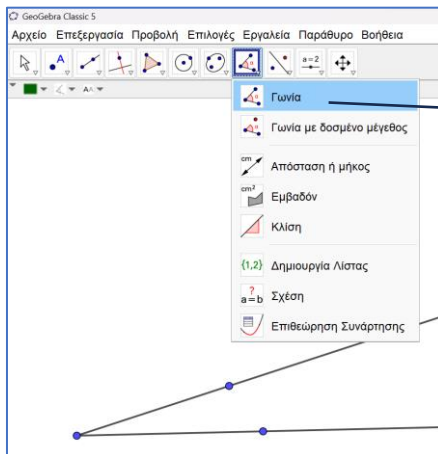 GeoGebra Classic 5
Αρχείο Επεξεργασία Προβολή Επιλογές Εργαλεία Παράθυρο Βοήθεια
A a=2
AA
α Γωνία
α Γωνία με δοσμένο μέγεθος
cm Απόσταση ή μήκος
cm² Εμβαδόν
Κλίση
{1,2} Δημιουργία Λίστας
? a=b Σχέση
Επιθεώρηση Συνάρτησης